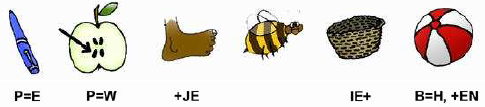 P=E P=W +JE IE+ B=H, +EN